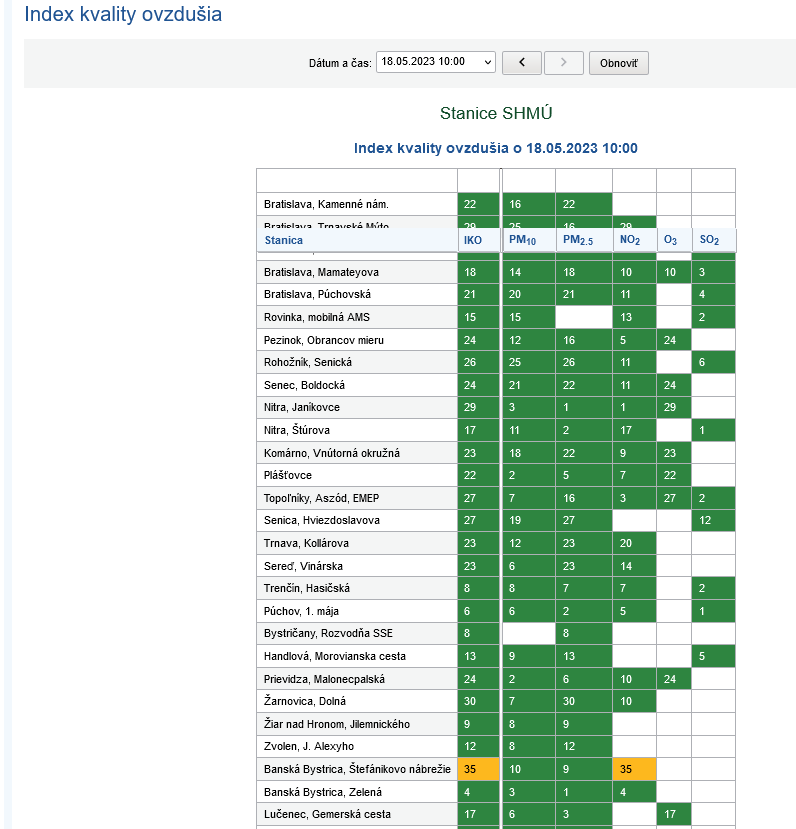 Index kvality ovzdušia
Dátum a čas: 18.05.2023 10:00 Obnoviť
Stanice SHMÚ
Index kvality ovzdušia o 18.05.2023 10:00
Bratislava, Kamenné nám. 22 16 22
Bratislava, Trnavské Mýto 29 25 16 29
Stanica IKO PM10 PM2.5 NO2 O3 SO2
Bratislava, Mamateyova 18 14 18 10 10 3
Bratislava, Púchovská 21 20 21 11 4
Rovinka, mobilná AMS 15 15 13 2
Pezinok, Obrancov mieru 24 12 16 5 24
Rohožník, Senická 26 25 26 11 6
Senec, Boldocká 24 21 22 11 24
Nitra, Janíkovce 29 3 1 1 29
Nitra, Štúrova 17 11 2 17 1
Komárno, Vnútorná okružná 23 18 22 9 23
Plášťovce 22 2 5 7 22
Topoľníky, Aszód, EMEP 27 7 16 3 27 2
Senica, Hviezdoslavova 27 19 27 12
Trnava, Kollárova 23 12 23 20
Sereď, Vinárska 23 6 23 14
Trenčín, Hasičská 8 8 7 7 2
Púchov, 1. mája 6 6 2 5 1
Bystričany, Rozvodňa SSE 8 8
Handlová, Morovianska cesta 13 9 13 5
Prievidza, Malonecpalská 24 2 6 10 24
Žarnovica, Dolná 30 7 30 10
Žiar nad Hronom, Jilemnického 9 8 9
Zvolen, J. Alexyho 12 8 12
Banská Bystrica, Štefánikovo nábrežie 35 10 9 35
Banská Bystrica, Zelená 4 3 1 4
Lučenec, Gemerská cesta 17 6 3 17